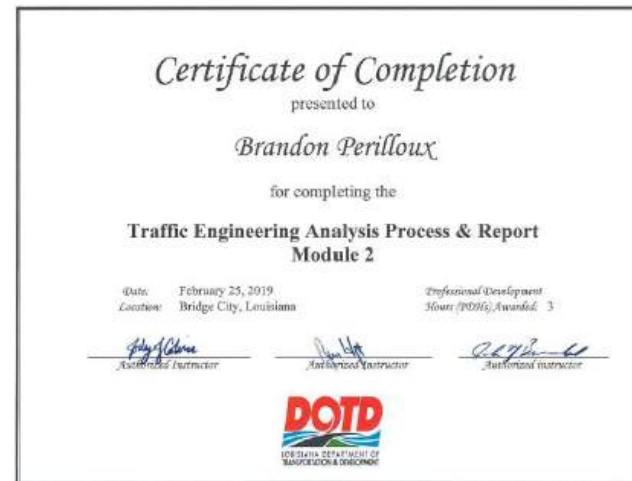 Certificate of Completion
presented to
Brandon Perilloux
for completing the
Traffic Engineering Analysis Process & Report
Module 2
Date: February 25, 2019
Location: Bridge City, Louisiana
Professional Development
Hours (PDHs) Awarded: 3
Authorized Instructor
Authorized Instructor
Authorized instructor
DOTD
LOUISIANA DEPARTMENT OF
TRANSPORTATION & DEVELOPMENT